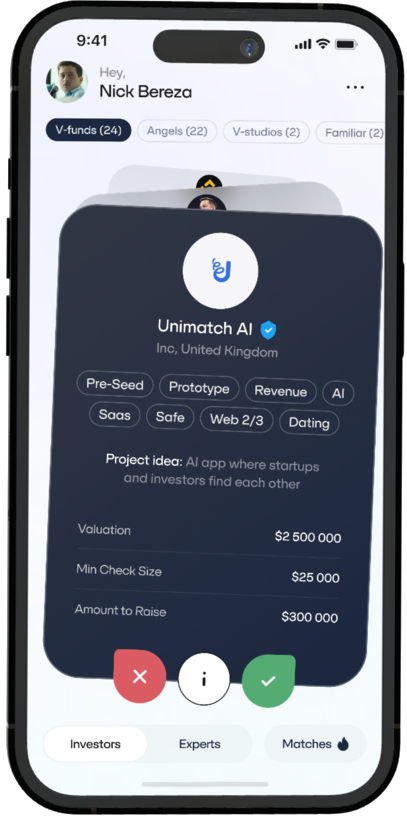 9:41
Hey,
Nick Bereza
V-funds (24) Angels (22) V-studios (2) Familiar (2)
Unimatch AI
Inc, United Kingdom
Pre-Seed Prototype Revenue AI
Saas Safe Web 2/3 Dating
Project idea: AI app where startups
and investors find each other
Valuation $2 500 000
Min Check Size $25 000
Amount to Raise $300 000
Investors Experts Matches